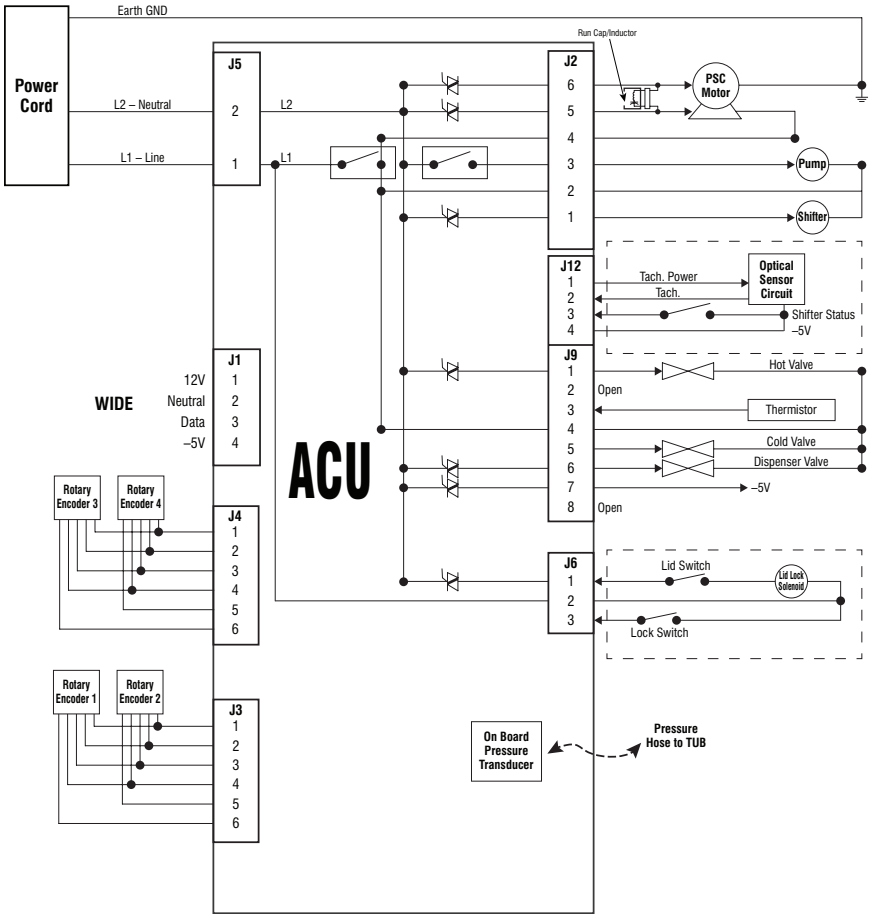 Earth GND
Power
Cord
L2 – Neutral
L1 – Line
J5
2
1
L2
L1
Run Cap/Inductor
J2
6
5
4
3
2
1
PSC
Motor
Pump
Shifter
J12
1
2
3
4
Tach. Power
Tach.
Optical
Sensor
Circuit
Shifter Status
–5V
J9
1
2
3
4
5
6
7
8
Hot Valve
Open
Thermistor
Cold Valve
Dispenser Valve
–5V
Open
WIDE
12V
Neutral
Data
–5V
J1
1
2
3
4
ACU
Rotary
Encoder 3
Rotary
Encoder 4
J4
1
2
3
4
5
6
J6
1
2
3
Lid Switch
Lid Lock
Solenoid
Lock Switch
Rotary
Encoder 1
Rotary
Encoder 2
J3
1
2
3
4
5
6
On Board
Pressure
Transducer
Pressure
Hose to TUB